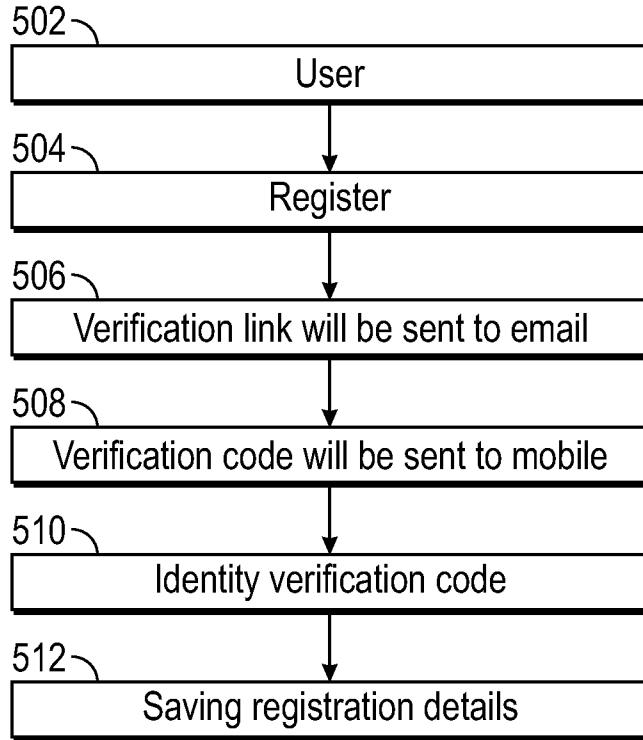 502
User
504
Register
506
Verification link will be sent to email
508
Verification code will be sent to mobile
510
Identity verification code
512
Saving registration details